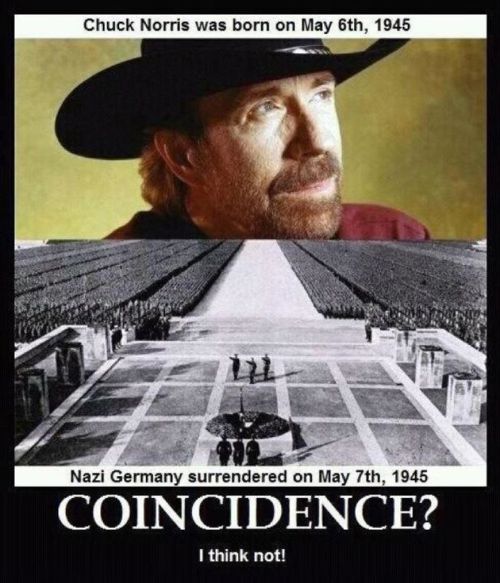 Chuck Norris was born on May 6th, 1945
Nazi Germany surrendered on May 7th, 1945
COINCIDENCE?
I think not!